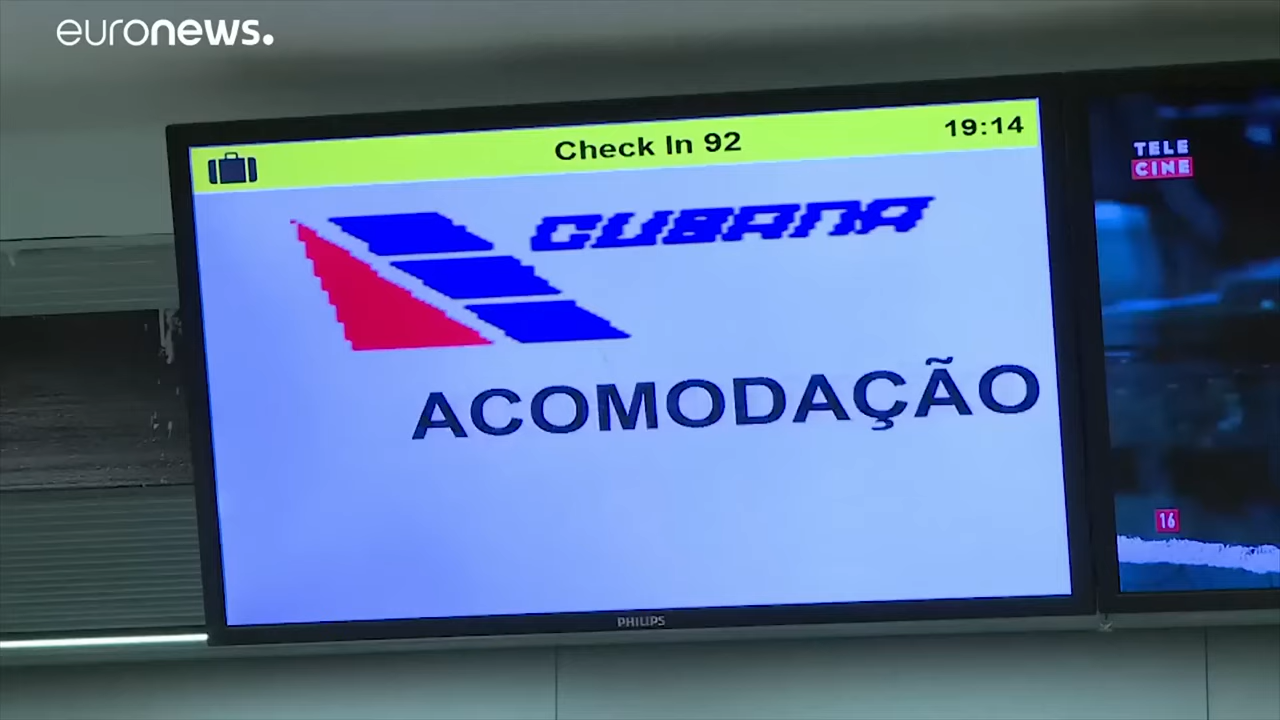 euronews.
Check In 92
19:14
CUBANA
ACOMODAÇÃO
PHILIPS
TELE
CINE
16